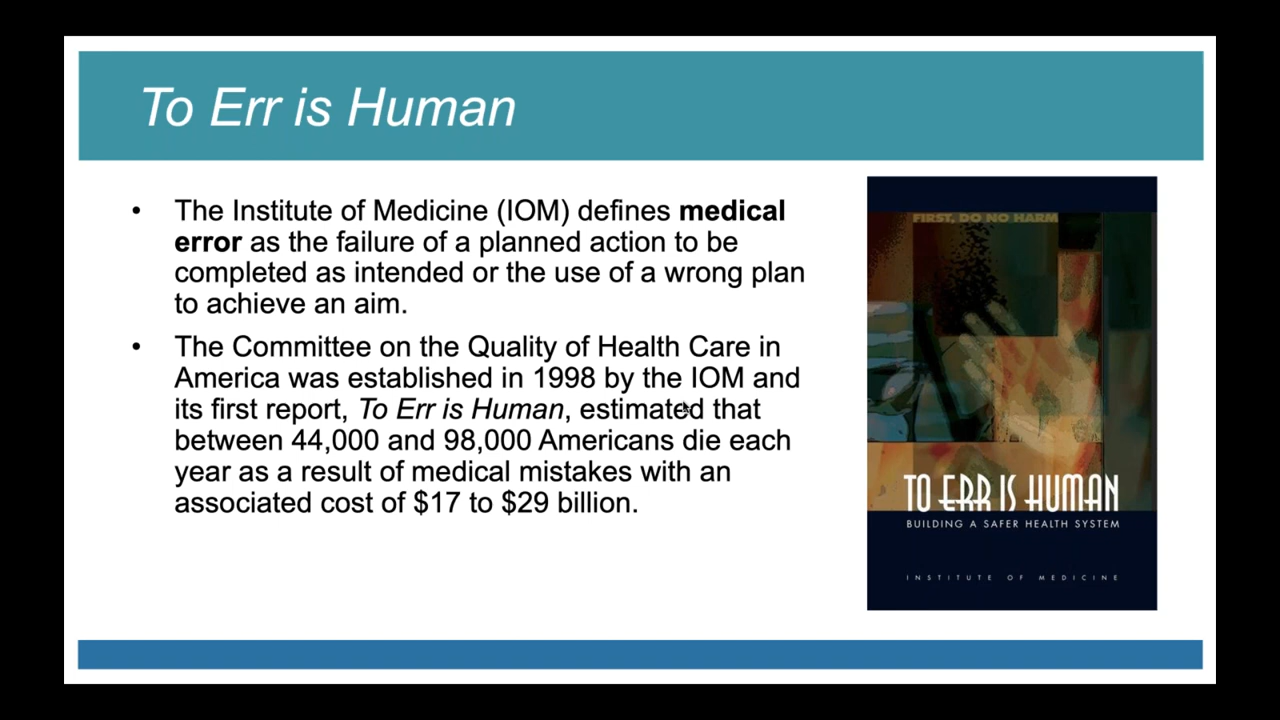 To Err is Human
• The Institute of Medicine (IOM) defines medical
error as the failure of a planned action to be
completed as intended or the use of a wrong plan
to achieve an aim.
• The Committee on the Quality of Health Care in
America was established in 1998 by the IOM and
its first report, To Err is Human, estimated that
between 44,000 and 98,000 Americans die each
year as a result of medical mistakes with an
associated cost of $17 to $29 billion.
FIRST, DO NO HARM
TO ERR IS HUMAN
BUILDING A SAFER HEALTH SYSTEM
INSTITUTE OF MEDICINE